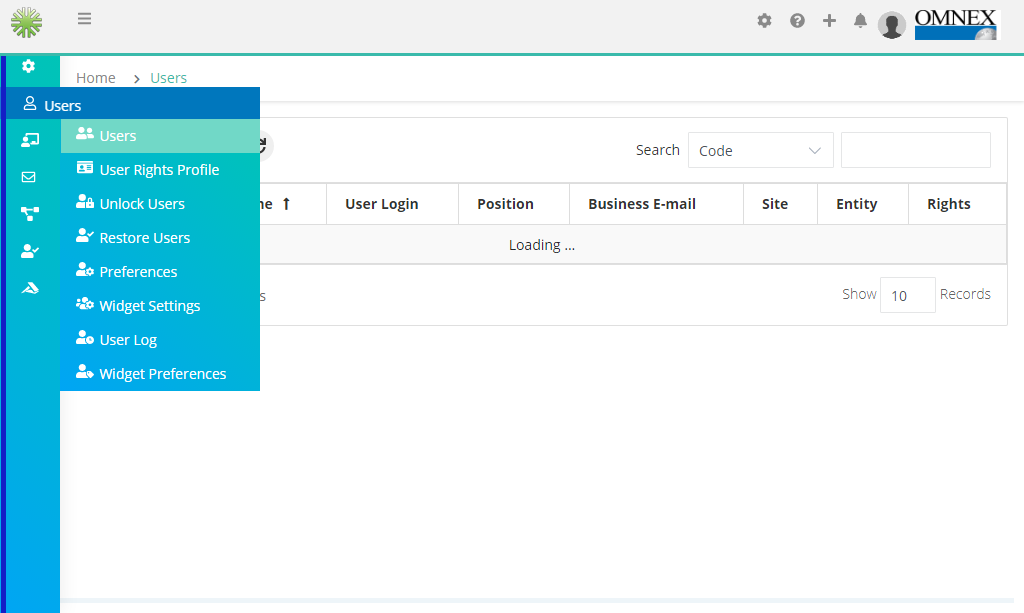 OMNEX
Home > Users
Users
Users
User Rights Profile
Unlock Users
Restore Users
Preferences
Widget Settings
User Log
Widget Preferences
Search Code
User Login Position Business E-mail Site Entity Rights
Loading ...
Show 10 Records